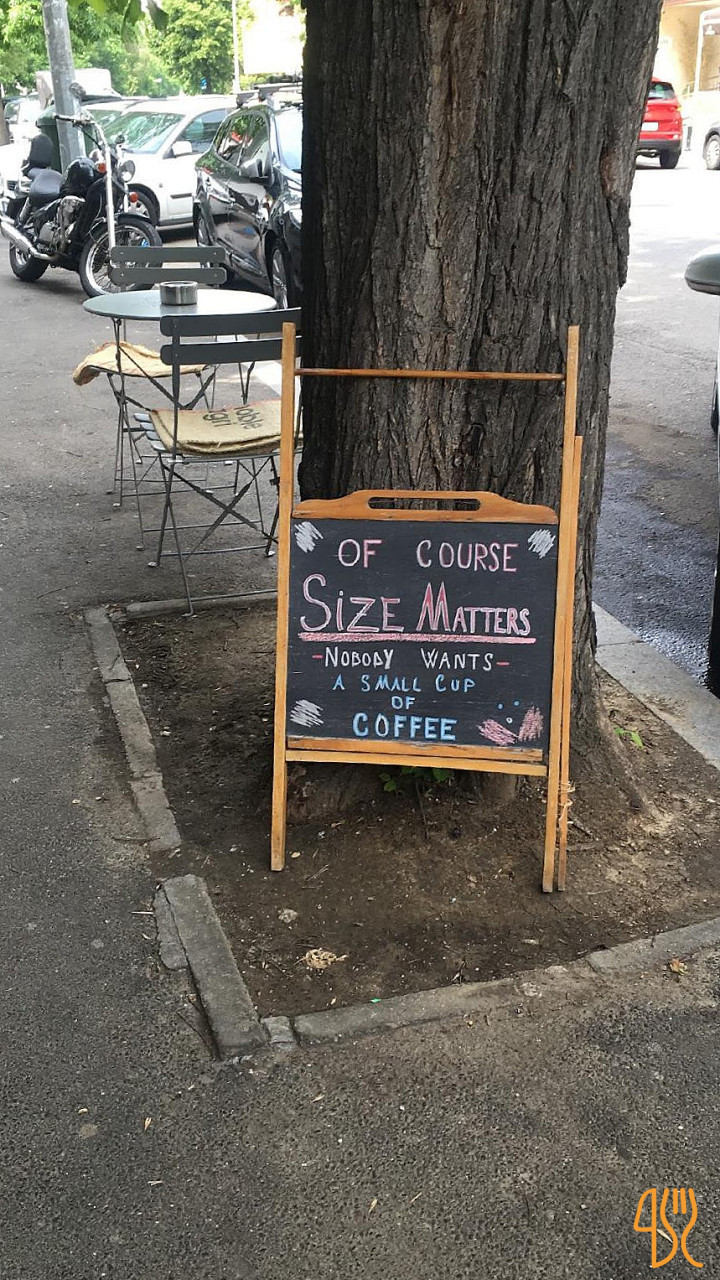 OF COURSE
SIZE MATTERS
-NOBODY WANTS-
A SMALL CUP
OF
COFFEE